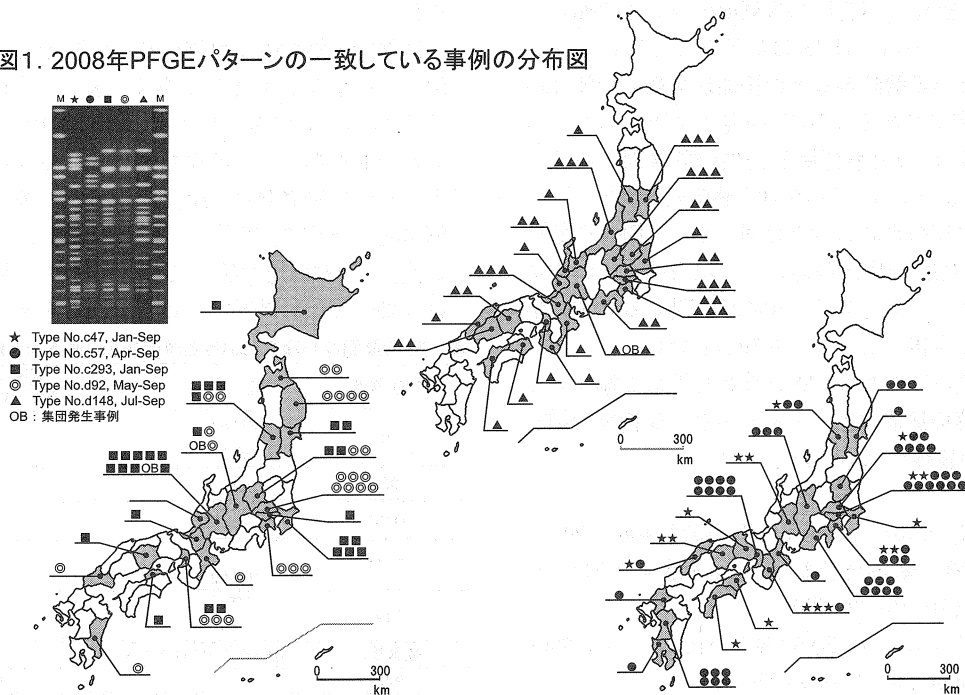 図1. 2008年PFGEパターンの一致している事例の分布図
M ★ ● ■ ◎ ▲ M
★ Type No.c47, Jan-Sep
● Type No.c57, Apr-Sep
■ Type No.c293, Jan-Sep
◎ Type No.d92, May-Sep
▲ Type No.d148, Jul-Sep
OB：集団発生事例
OB
OB
OB
0 300
km
0 300
km
0 300
km